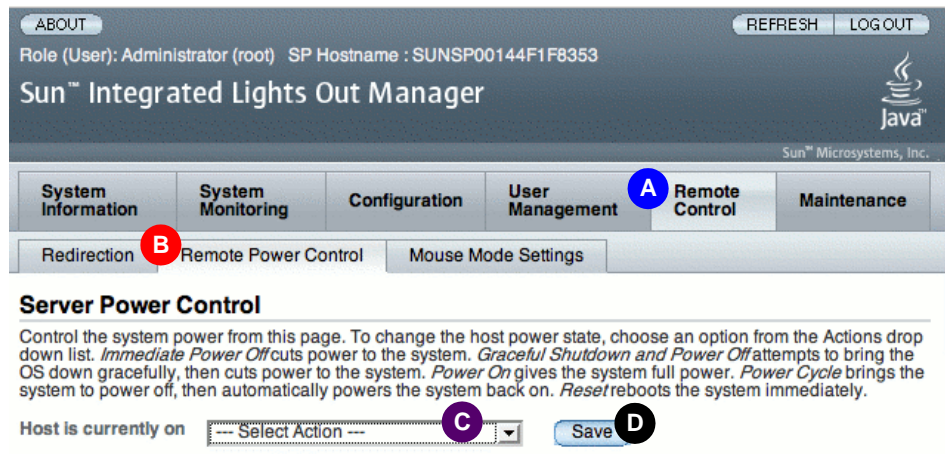 ABOUT
REFRESH LOG OUT
Role (User): Administrator (root) SP Hostname : SUNSP00144F1F8353
Sun™ Integrated Lights Out Manager
Java™
Sun™ Microsystems, Inc.
System Information
System Monitoring
Configuration
User Management
A
Remote Control
Maintenance
Redirection
B
Remote Power Control
Mouse Mode Settings
Server Power Control
Control the system power from this page. To change the host power state, choose an option from the Actions drop
down list. Immediate Power Off cuts power to the system. Graceful Shutdown and Power Off attempts to bring the
OS down gracefully, then cuts power to the system. Power On gives the system full power. Power Cycle brings the
system to power off, then automatically powers the system back on. Reset reboots the system immediately.
Host is currently on --- Select Action --- C Save D